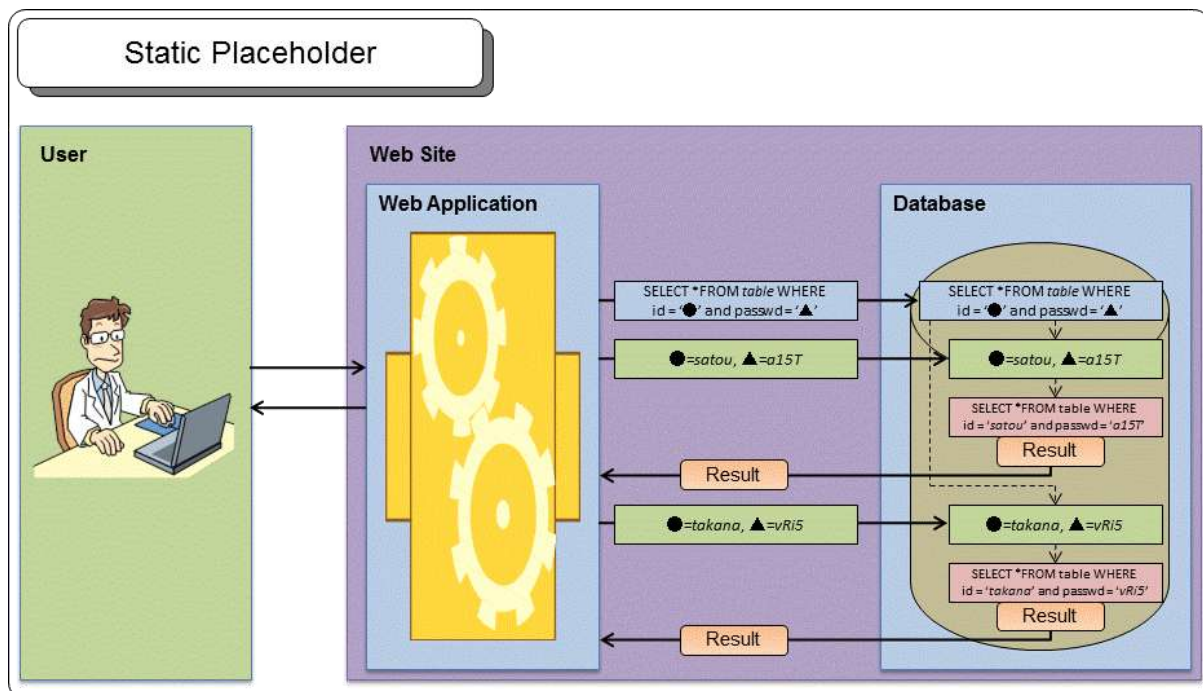 Static Placeholder
User
Web Site
Web Application
Database
SELECT *FROM table WHERE
id = ‘●’ and passwd= ‘▲’
SELECT *FROM table WHERE
id = ‘●’ and passwd= ‘▲’
●=satou, ▲=a15T
●=satou, ▲=a15T
SELECT *FROM table WHERE
id = ‘satou’ and passwd= ‘a15T’
Result
Result
●=takana, ▲=vRi5
●=takana, ▲=vRi5
SELECT *FROM table WHERE
id = ‘takana’ and passwd= ‘vRi5’
Result
Result